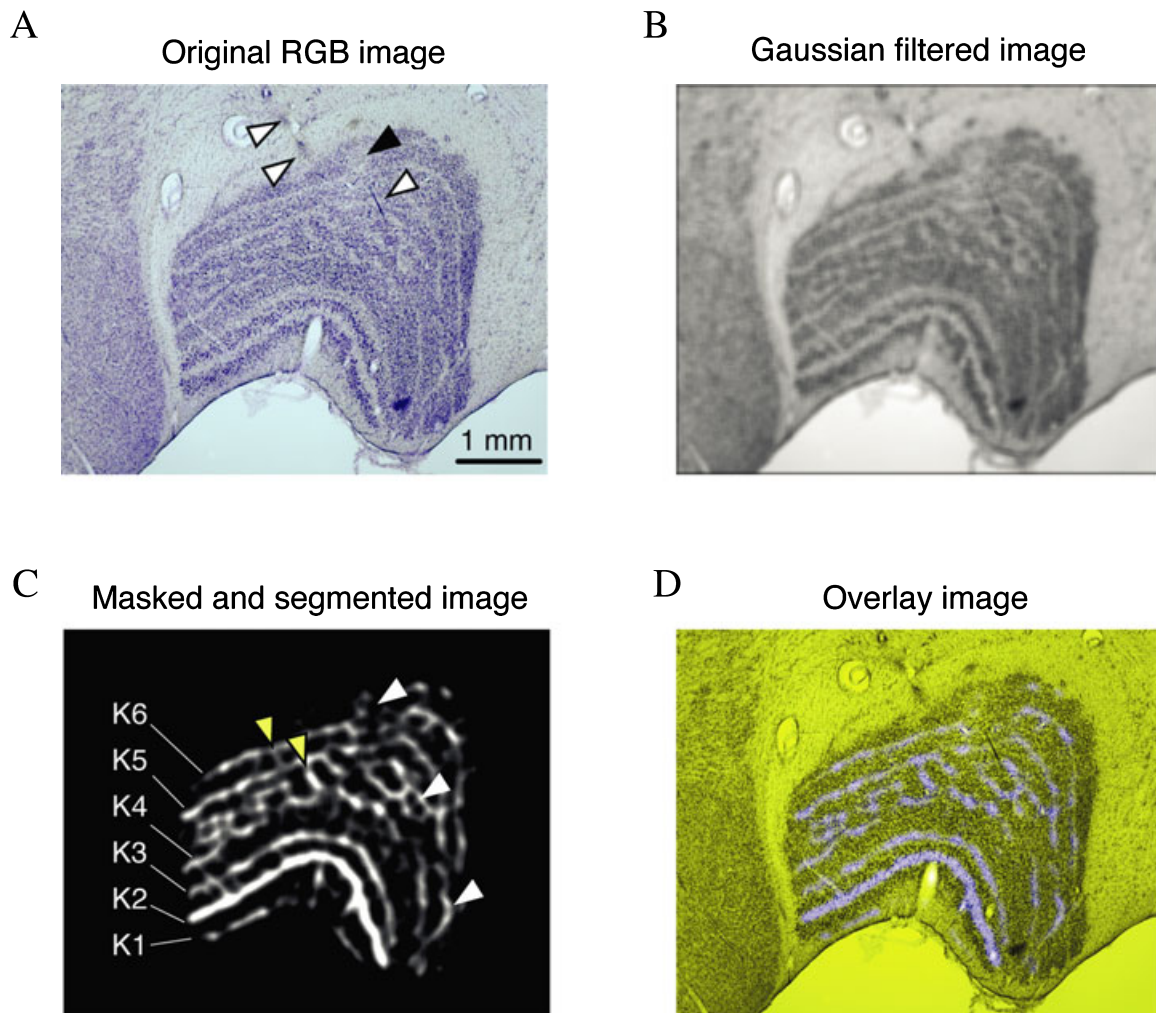 A
Original RGB image
1 mm
B
Gaussian filtered image
C
Masked and segmented image
K6
K5
K4
K3
K2
K1
D
Overlay image